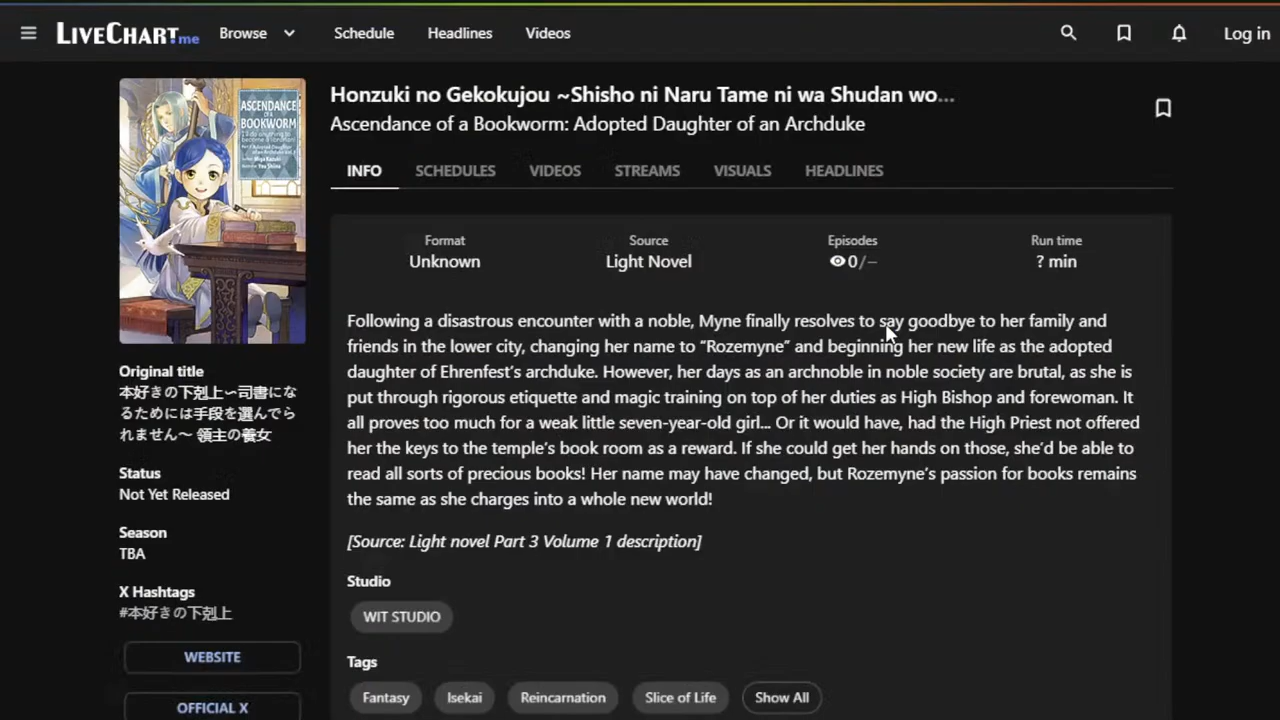 LIVECHART.me
Browse
Schedule
Headlines
Videos
Log in
ASCENDANCE
OF A
BOOKWORM
Honzuki no Gekokujou ~Shisho ni Naru Tame ni wa Shudan wo...
Ascendance of a Bookworm: Adopted Daughter of an Archduke
INFO
SCHEDULES
VIDEOS
STREAMS
VISUALS
HEADLINES
Format
Unknown
Source
Light Novel
Episodes
0/–
Run time
? min
Following a disastrous encounter with a noble, Myne finally resolves to say goodbye to her family and
friends in the lower city, changing her name to “Rozemyne” and beginning her new life as the adopted
daughter of Ehrenfest’s archduke. However, her days as an archnoble in noble society are brutal, as she is
put through rigorous etiquette and magic training on top of her duties as High Bishop and forewoman. It
all proves too much for a weak little seven-year-old girl... Or it would have, had the High Priest not offered
her the keys to the temple’s book room as a reward. If she could get her hands on those, she’d be able to
read all sorts of precious books! Her name may have changed, but Rozemyne’s passion for books remains
the same as she charges into a whole new world!
[Source: Light novel Part 3 Volume 1 description]
Studio
WIT STUDIO
Tags
Fantasy
Isekai
Reincarnation
Slice of Life
Show All
Original title
本好きの下剋上〜司書にな
るためには手段を選んでら
れません〜 領主の養女
Status
Not Yet Released
Season
TBA
X Hashtags
#本好きの下剋上
WEBSITE
OFFICIAL X